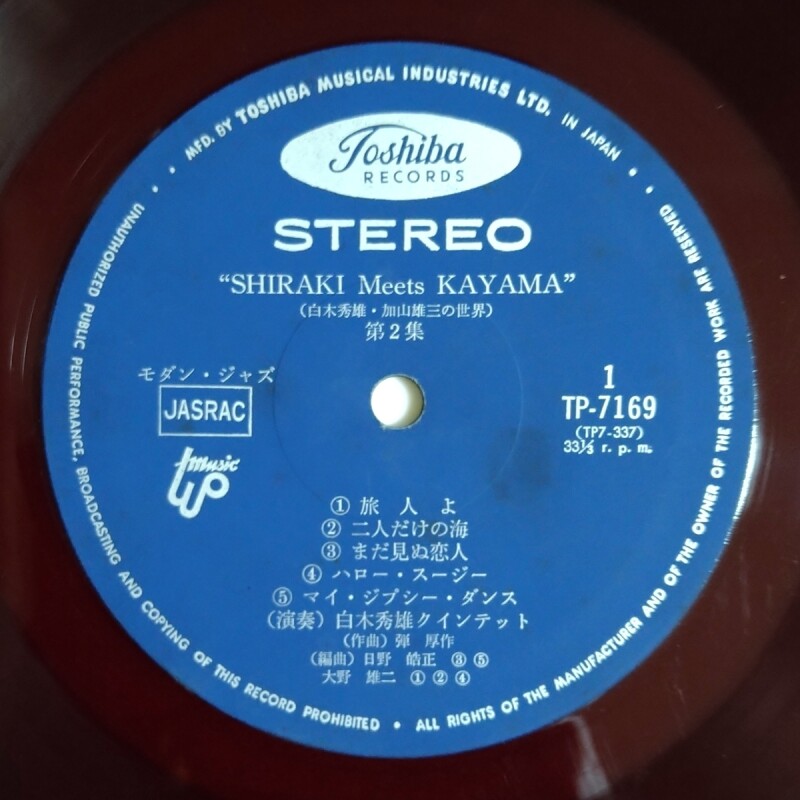 MFD. BY TOSHIBA MUSICAL INDUSTRIES LTD. IN JAPAN
Toshiba
RECORDS
STEREO
“SHIRAKI Meets KAYAMA”
(白木秀雄・加山雄三の世界)
第2集
モダン・ジャズ
JASRAC
music
1
TP-7169
(TP7-337)
33⅓ r. p. m.
① 旅人よ
② 二人だけの海
③ まだ見ぬ恋人
④ ハロー・スージー
⑤ マイ・ジプシー・ダンス
(演奏) 白木秀雄クインテット
(作曲) 弾 厚作
(編曲) 日野 皓正 ③⑤
大野 雄二 ①②④
UNAUTHORIZED PUBLIC PERFORMANCE, BROADCASTING AND COPYING OF THIS RECORD PROHIBITED • ALL RIGHTS OF THE MANUFACTURER AND OF THE OWNER OF THE RECORDED WORK ARE RESERVED